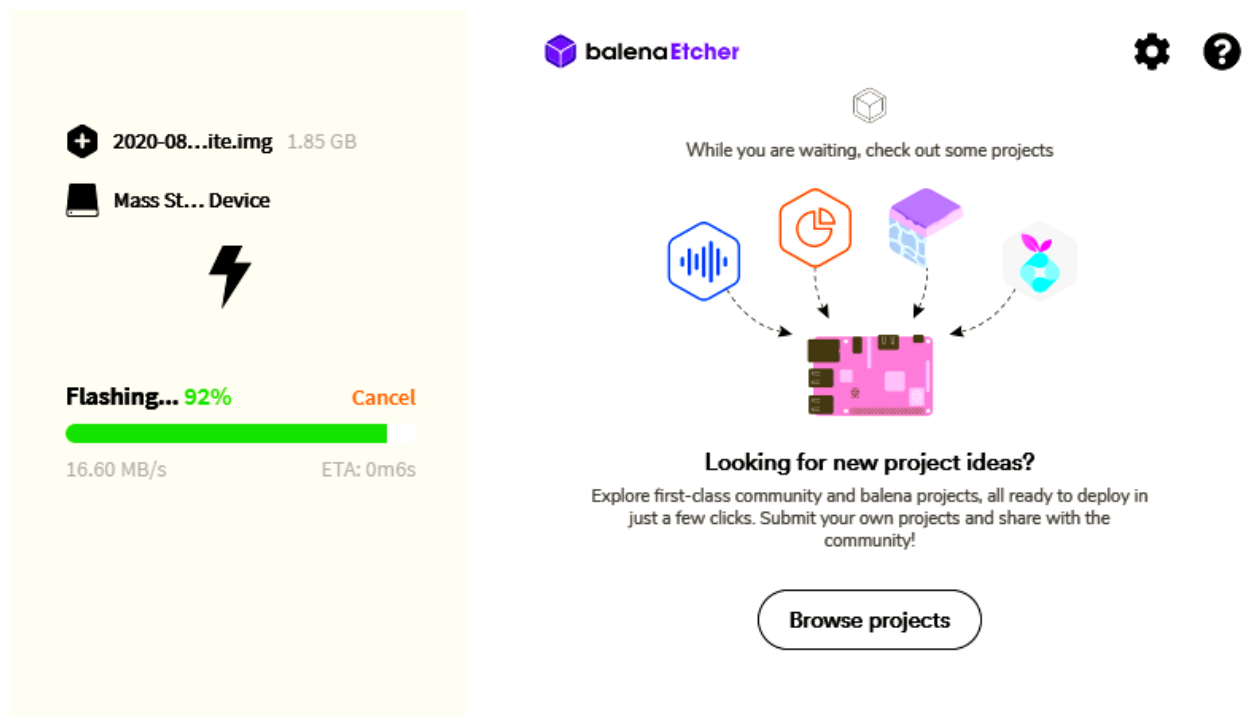 balenaEtcher
2020-08...ite.img 1.85 GB
Mass St... Device
Flashing... 92% Cancel
16.60 MB/s ETA: 0m6s
While you are waiting, check out some projects
Looking for new project ideas?
Explore first-class community and balena projects, all ready to deploy in
just a few clicks. Submit your own projects and share with the
community!
Browse projects